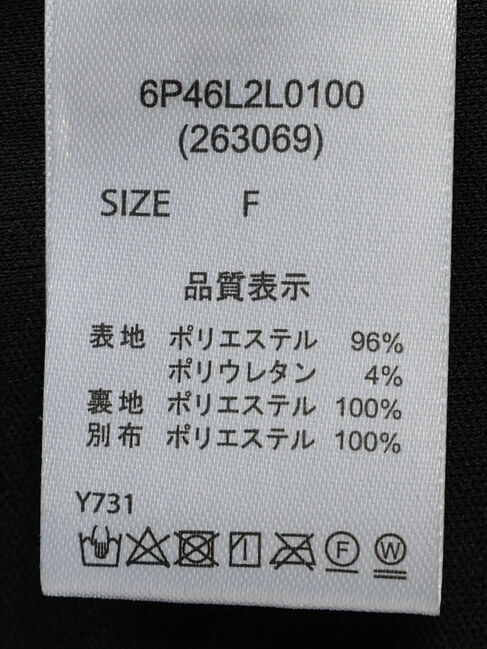 6P46L2L0100
(263069)
SIZE F
品質表示
表地 ポリエステル 96%
ポリウレタン 4%
裏地 ポリエステル 100%
別布 ポリエステル 100%
Y731
F W